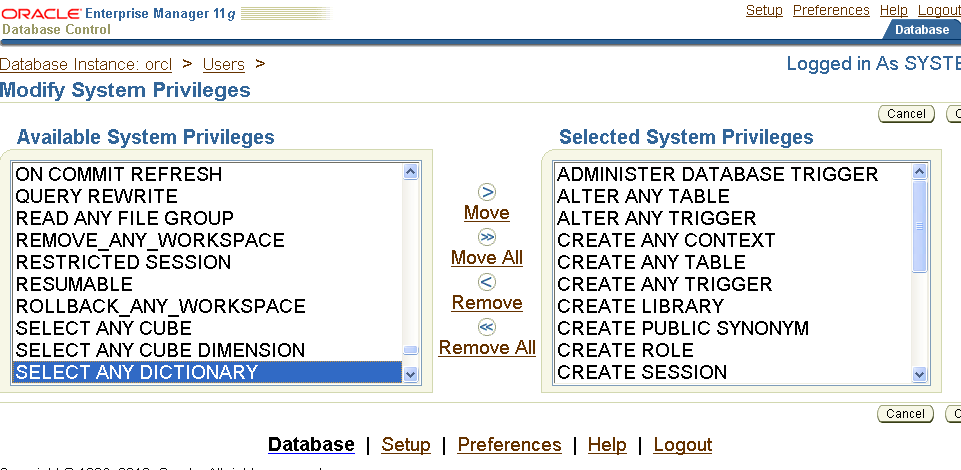 ORACLE Enterprise Manager 11g
Database Control
Setup Preferences Help Logout
Database
Database Instance: orcl > Users >
Logged in As SYSTE
Modify System Privileges
Cancel
Available System Privileges
ON COMMIT REFRESH
QUERY REWRITE
READ ANY FILE GROUP
REMOVE_ANY_WORKSPACE
RESTRICTED SESSION
RESUMABLE
ROLLBACK_ANY_WORKSPACE
SELECT ANY CUBE
SELECT ANY CUBE DIMENSION
SELECT ANY DICTIONARY
> Move
>> Move All
< Remove
<< Remove All
Selected System Privileges
ADMINISTER DATABASE TRIGGER
ALTER ANY TABLE
ALTER ANY TRIGGER
CREATE ANY CONTEXT
CREATE ANY TABLE
CREATE ANY TRIGGER
CREATE LIBRARY
CREATE PUBLIC SYNONYM
CREATE ROLE
CREATE SESSION
Cancel
Database | Setup | Preferences | Help | Logout